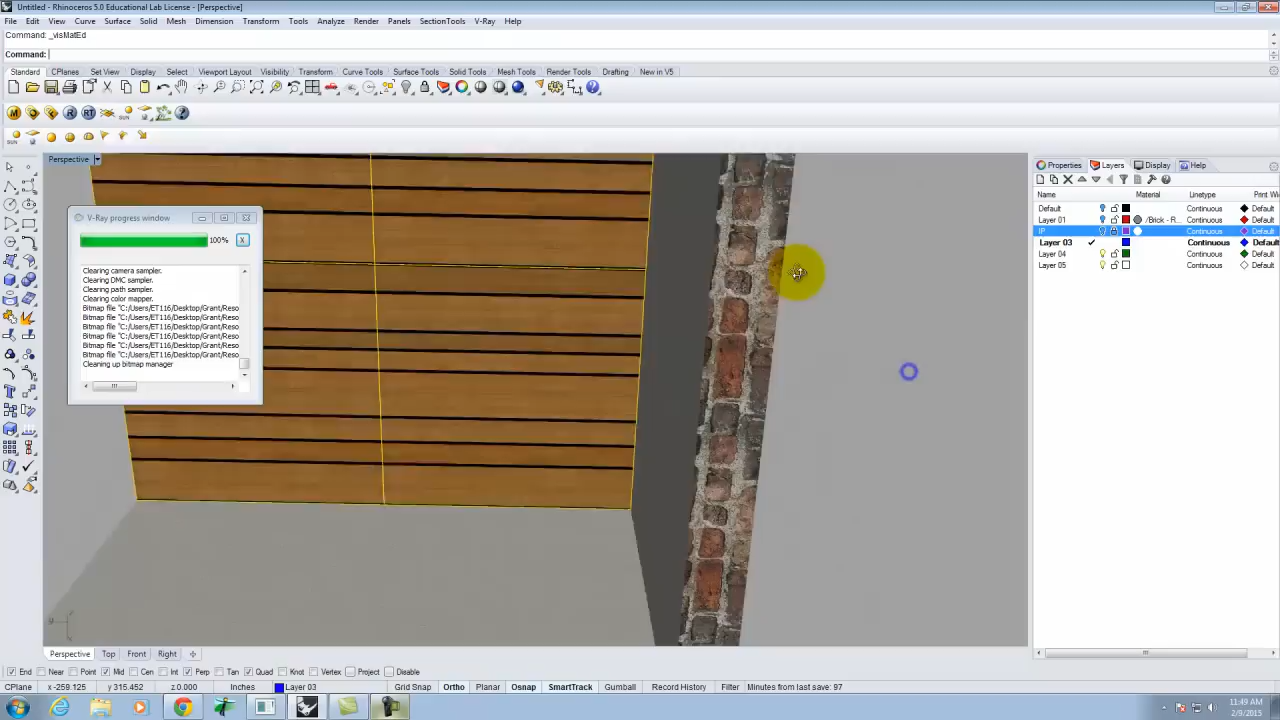 Untitled - Rhinoceros 5.0 Educational Lab License - [Perspective]
File Edit View Curve Surface Solid Mesh Dimension Transform Tools Analyze Render Panels SectionTools V-Ray Help
Command: _visMatEd
Command:
Standard CPlanes Set View Display Select Viewport Layout Visibility Transform Curve Tools Surface Tools Solid Tools Mesh Tools Render Tools Drafting New in V5
M R RT SUN
SUN
Perspective
Properties Layers Display Help
Name Material Linetype Print Wi
Default Continuous Default
Layer 01 /Brick - R... Continuous Default
IP Continuous Default
Layer 03 Continuous Default
Layer 04 Continuous Default
Layer 05 Continuous Default
V-Ray progress window
100% X
Clearing camera sampler.
Clearing DMC sampler.
Clearing path sampler.
Clearing color mapper.
Bitmap file "C:/Users/ET116/Desktop/Grant/Reso
Bitmap file "C:/Users/ET116/Desktop/Grant/Reso
Bitmap file "C:/Users/ET116/Desktop/Grant/Reso
Bitmap file "C:/Users/ET116/Desktop/Grant/Reso
Bitmap file "C:/Users/ET116/Desktop/Grant/Reso
Bitmap file "C:/Users/ET116/Desktop/Grant/Reso
Cleaning up bitmap manager
Perspective Top Front Right
End Near Point Mid Cen Int Perp Tan Quad Knot Vertex Project Disable
CPlane x -259.125 y 315.452 z 0.000 Inches Layer 03 Grid Snap Ortho Planar Osnap SmartTrack Gumball Record History Filter Minutes from last save: 97
11:49 AM
2/9/2015